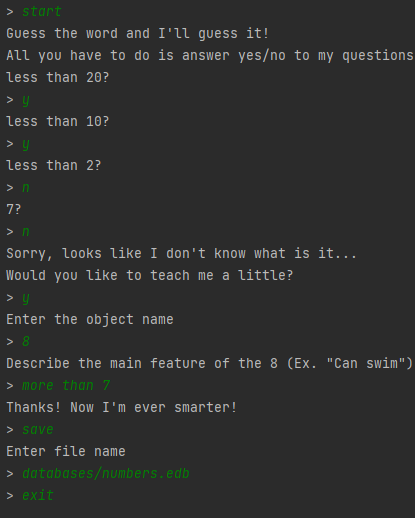 > start
Guess the word and I'll guess it!
All you have to do is answer yes/no to my questions
less than 20?
> y
less than 10?
> y
less than 2?
> n
7?
> n
Sorry, looks like I don't know what is it...
Would you like to teach me a little?
> y
Enter the object name
> 8
Describe the main feature of the 8 (Ex. "Can swim")
> more than 7
Thanks! Now I'm ever smarter!
> save
Enter file name
> databases/numbers.edb
> exit